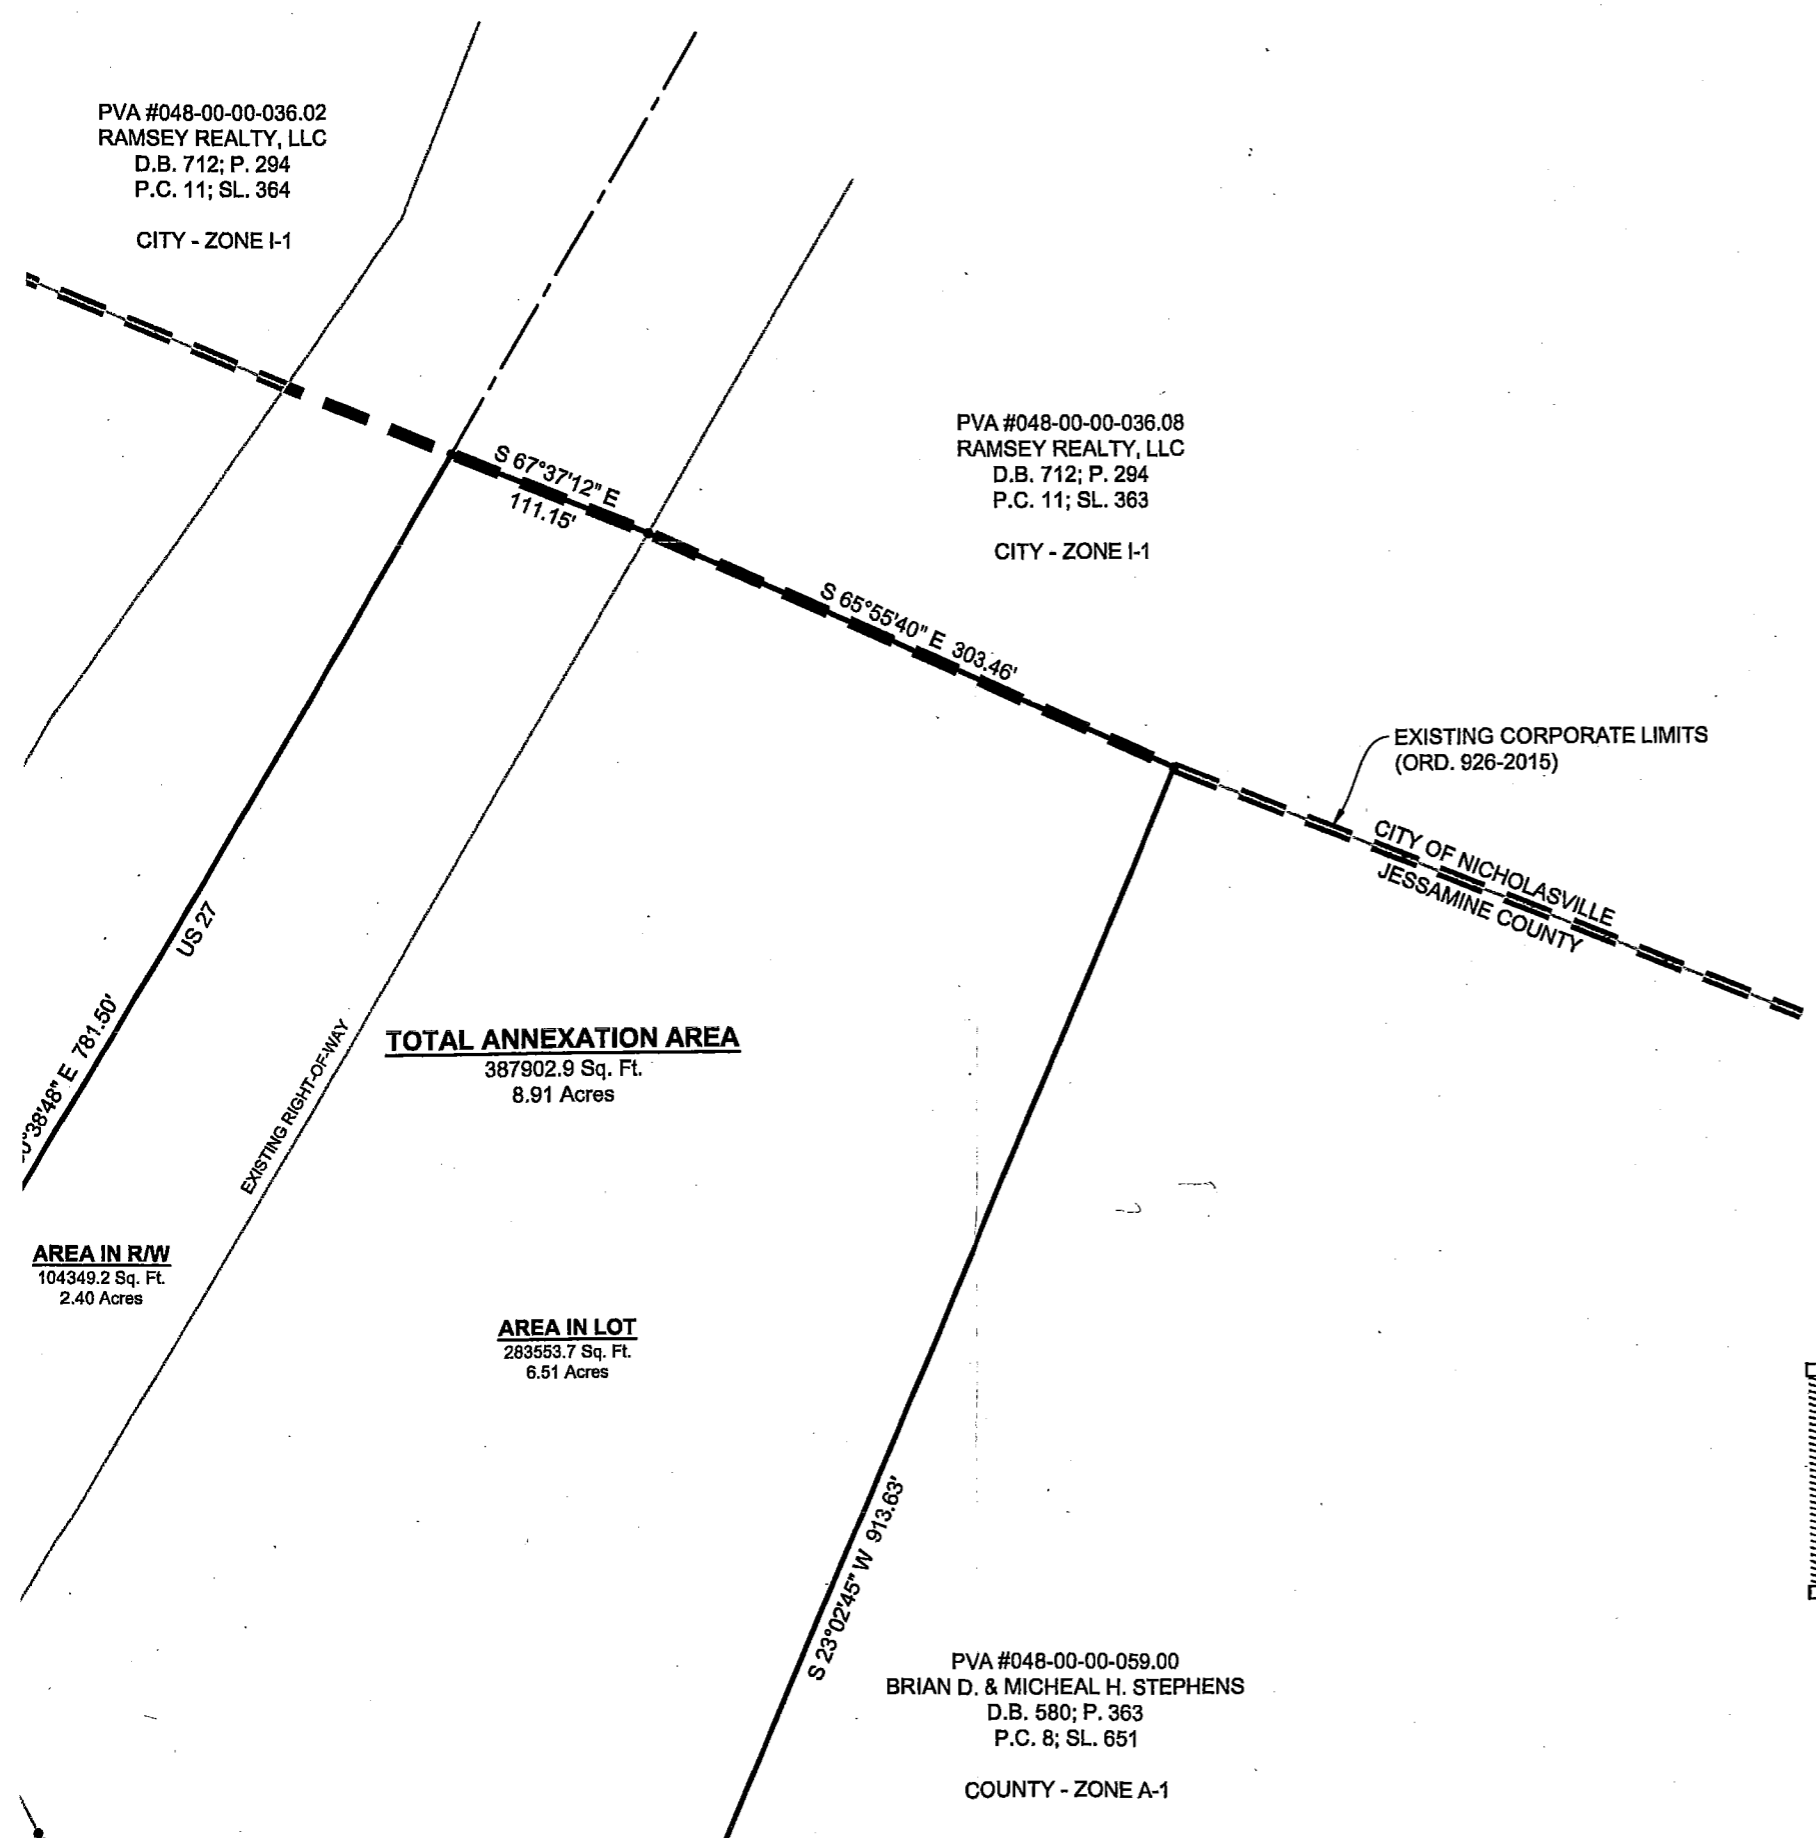 PVA #048-00-00-036.02
RAMSEY REALTY, LLC
D.B. 712; P. 294
P.C. 11; SL. 364
CITY - ZONE I-1
S 67°37'12" E
111.15'
PVA #048-00-00-036.08
RAMSEY REALTY, LLC
D.B. 712; P. 294
P.C. 11; SL. 363
CITY - ZONE I-1
S 65°55'40" E 303.46'
EXISTING CORPORATE LIMITS
(ORD. 926-2015)
CITY OF NICHOLASVILLE
JESSAMINE COUNTY
US 27
°38'48" E 781.50'
EXISTING RIGHT-OF-WAY
TOTAL ANNEXATION AREA
387902.9 Sq. Ft.
8.91 Acres
AREA IN R/W
104349.2 Sq. Ft.
2.40 Acres
AREA IN LOT
283553.7 Sq. Ft.
6.51 Acres
S 23°02'45" W 913.63'
PVA #048-00-00-059.00
BRIAN D. & MICHEAL H. STEPHENS
D.B. 580; P. 363
P.C. 8; SL. 651
COUNTY - ZONE A-1